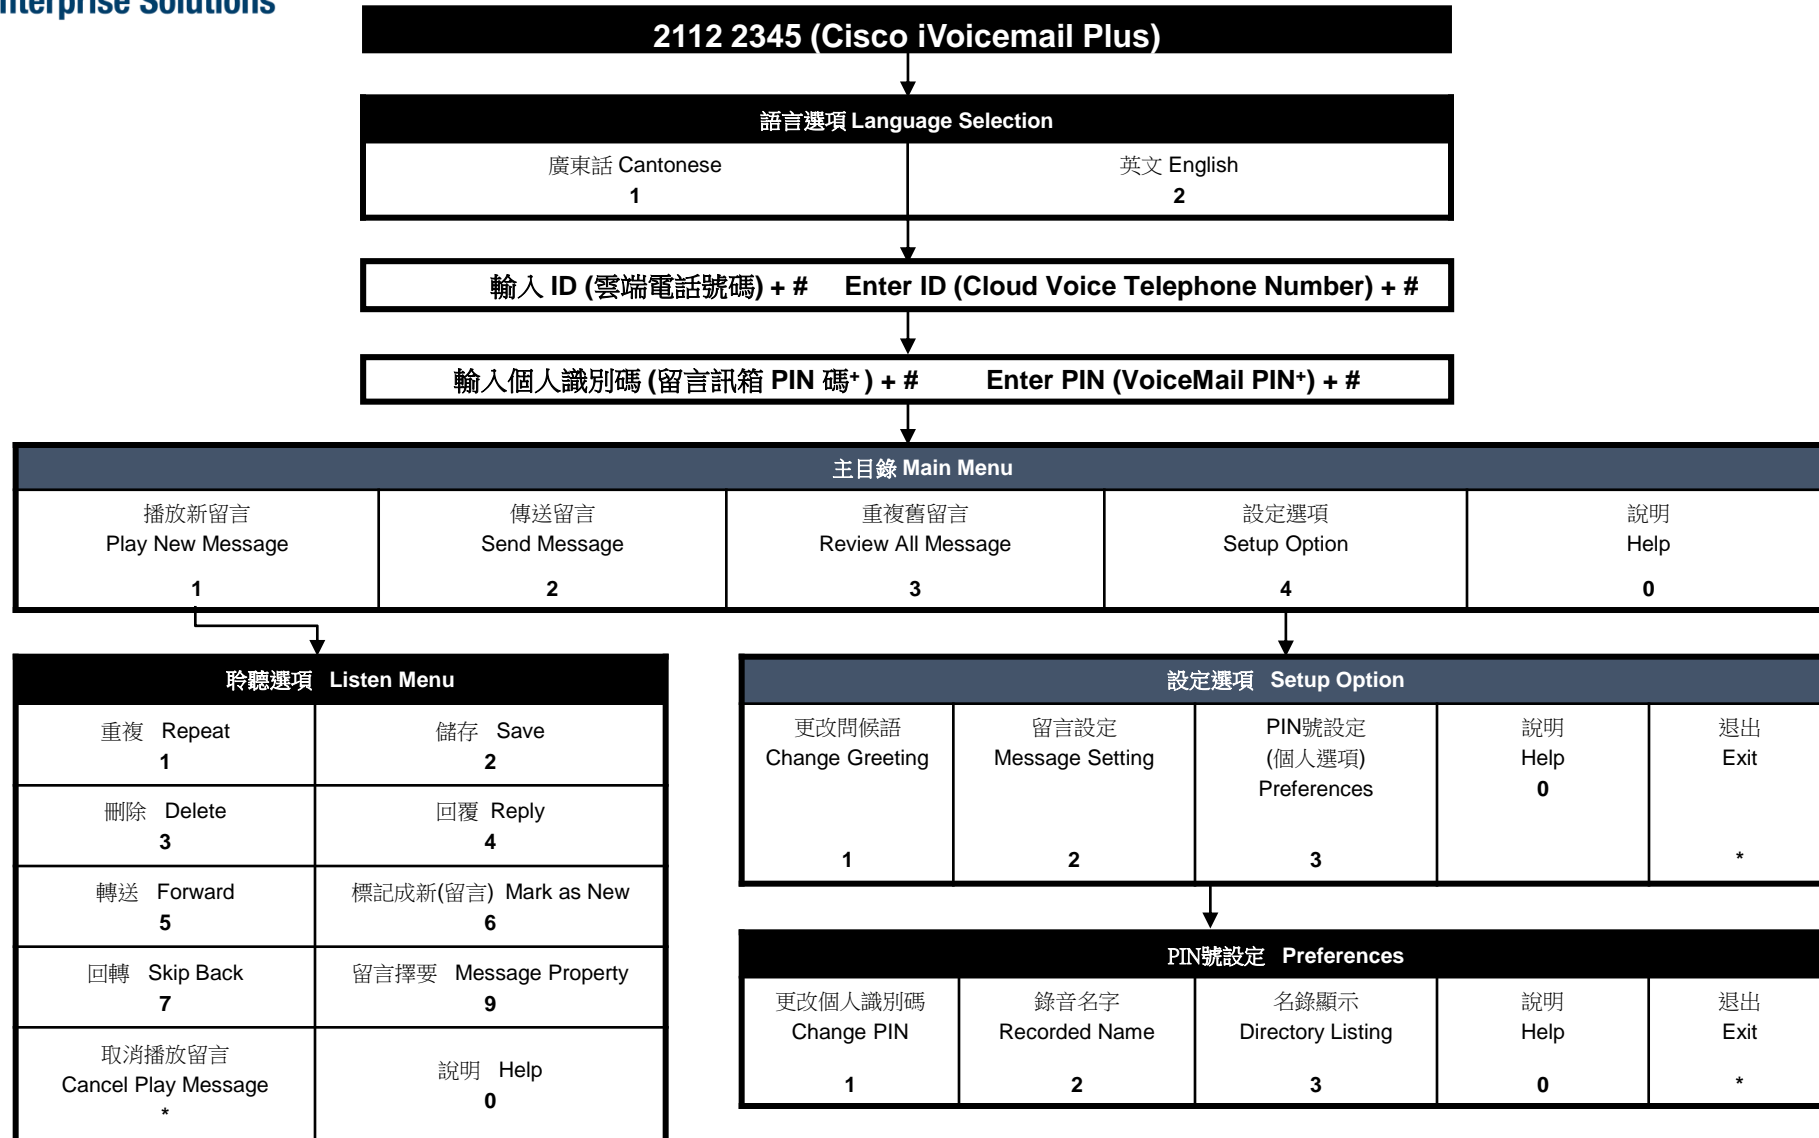 nterprise Solutions
2112 2345 (Cisco iVoicemail Plus)
語言選項 Language Selection
廣東話 Cantonese
1
英文 English
2
輸入 ID (雲端電話號碼) + # Enter ID (Cloud Voice Telephone Number) + #
輸入個人識別碼 (留言訊箱 PIN 碼+ ) + # Enter PIN (VoiceMail PIN+) + #
主目錄 Main Menu
播放新留言
Play New Message
1
傳送留言
Send Message
2
重複舊留言
Review All Message
3
設定選項
Setup Option
4
說明
Help
0
聆聽選項 Listen Menu
重複 Repeat
1
儲存 Save
2
刪除 Delete
3
回覆 Reply
4
轉送 Forward
5
標記成新(留言) Mark as New
6
回轉 Skip Back
7
留言擇要 Message Property
9
取消播放留言
Cancel Play Message
*
說明 Help
0
設定選項 Setup Option
更改問候語
Change Greeting
1
留言設定
Message Setting
2
PIN號設定
(個人選項)
Preferences
3
說明
Help
0
退出
Exit
*
PIN號設定 Preferences
更改個人識別碼
Change PIN
1
錄音名字
Recorded Name
2
名錄顯示
Directory Listing
3
說明
Help
0
退出
Exit
*